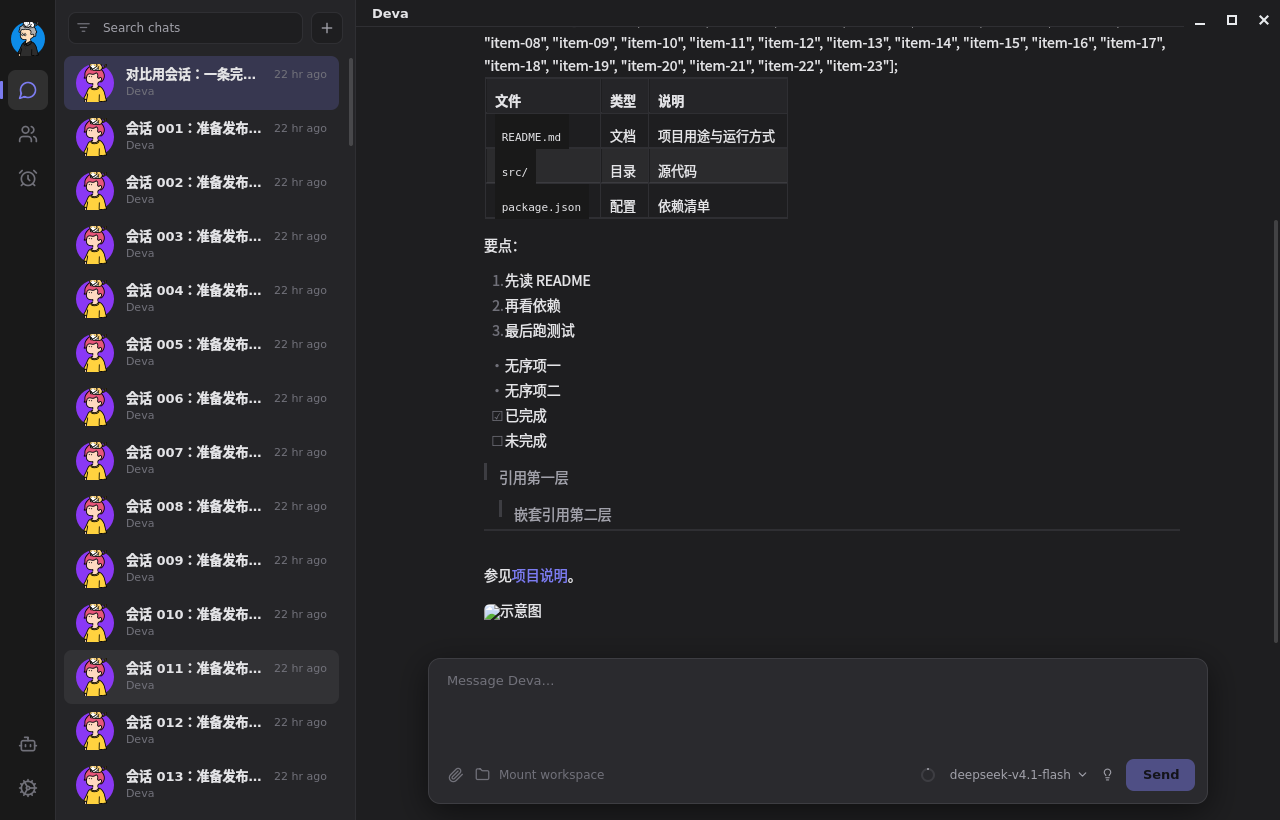 Search chats
对比用会话：一条完… 22 hr ago
Deva
会话 001：准备发布… 22 hr ago
Deva
会话 002：准备发布… 22 hr ago
Deva
会话 003：准备发布… 22 hr ago
Deva
会话 004：准备发布… 22 hr ago
Deva
会话 005：准备发布… 22 hr ago
Deva
会话 006：准备发布… 22 hr ago
Deva
会话 007：准备发布… 22 hr ago
Deva
会话 008：准备发布… 22 hr ago
Deva
会话 009：准备发布… 22 hr ago
Deva
会话 010：准备发布… 22 hr ago
Deva
会话 011：准备发布… 22 hr ago
Deva
会话 012：准备发布… 22 hr ago
Deva
会话 013：准备发布… 22 hr ago
Deva
Deva
"item-08", "item-09", "item-10", "item-11", "item-12", "item-13", "item-14", "item-15", "item-16", "item-17",
"item-18", "item-19", "item-20", "item-21", "item-22", "item-23"];
文件 类型 说明
README.md 文档 项目用途与运行方式
src/ 目录 源代码
package.json 配置 依赖清单
要点：
1. 先读 README
2. 再看依赖
3. 最后跑测试
• 无序项一
• 无序项二
☑ 已完成
☐ 未完成
引用第一层
嵌套引用第二层
参见项目说明。
示意图
Message Deva...
Mount workspace
deepseek-v4.1-flash
Send